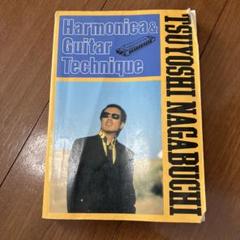 Harmonica &
Guitar
Technique
TSUYOSHI NAGABUCHI